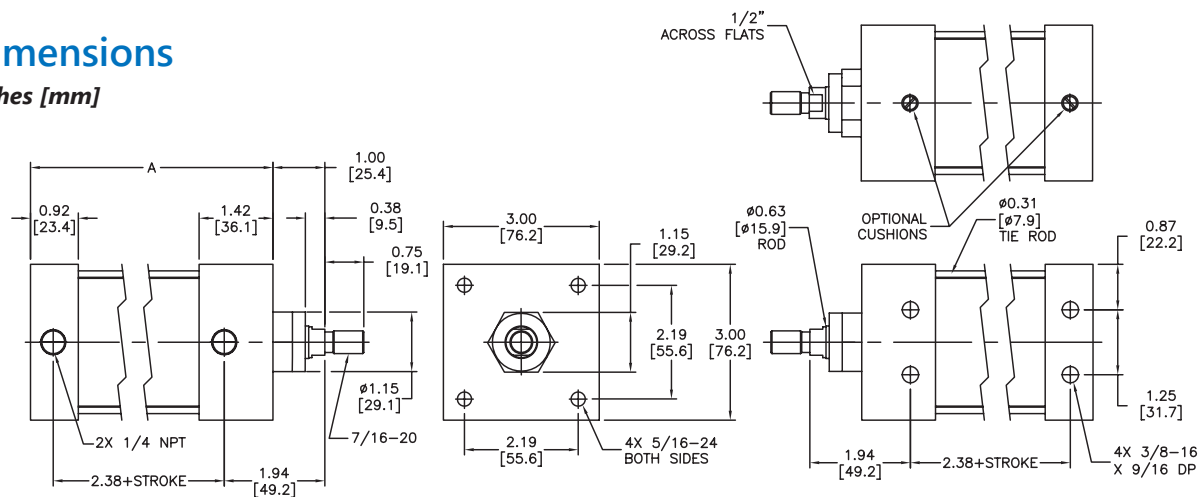 mensions
hes [mm]
1/2"
ACROSS FLATS
A
1.00
[25.4]
0.92
[23.4]
1.42
[36.1]
0.38
[9.5]
0.75
[19.1]
ø1.15
[29.1]
2X 1/4 NPT
7/16-20
2.38+STROKE
1.94
[49.2]
3.00
[76.2]
1.15
[29.2]
2.19
[55.6]
3.00
[76.2]
2.19
[55.6]
4X 5/16-24
BOTH SIDES
OPTIONAL
CUSHIONS
ø0.63
[ø15.9]
ROD
ø0.31
[ø7.9]
TIE ROD
0.87
[22.2]
1.25
[31.7]
1.94
[49.2]
2.38+STROKE
4X 3/8-16
X 9/16 DP